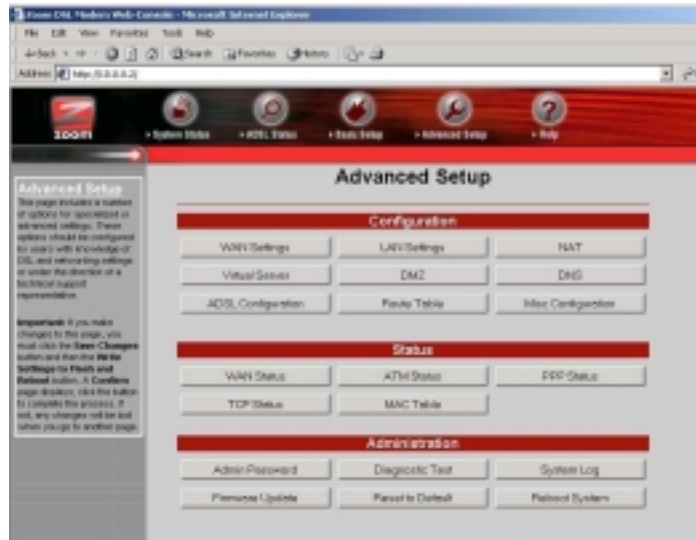 Zoom DSL Modem Web-Console - Microsoft Internet Explorer
File Edit View Favorites Tools Help
Back Search Favorites History
Address
ZOOM
System Status ADSL Status Basic Setup Advanced Setup Help
Advanced Setup
This page includes a number
of options for specialized or
advanced settings. These
options should be configured
by users with knowledge of
DSL and networking settings
or under the direction of a
technical support
representative.
Important: If you make
changes to this page, you
must click the Save Changes
button and then the Write
Settings to Flash and
Reboot button. A Confirm
page displays, click the button
to complete the process. If
not, any changes will be lost
when you go to another page.
Advanced Setup
Configuration
WAN Settings LAN Settings NAT
Virtual Server DMZ DNS
ADSL Configuration Route Table Misc Configuration
Status
WAN Status ATM Status PPP Status
TCP Status MAC Table
Administration
Admin Password Diagnostic Test System Log
Firmware Update Reset to Default Reboot System